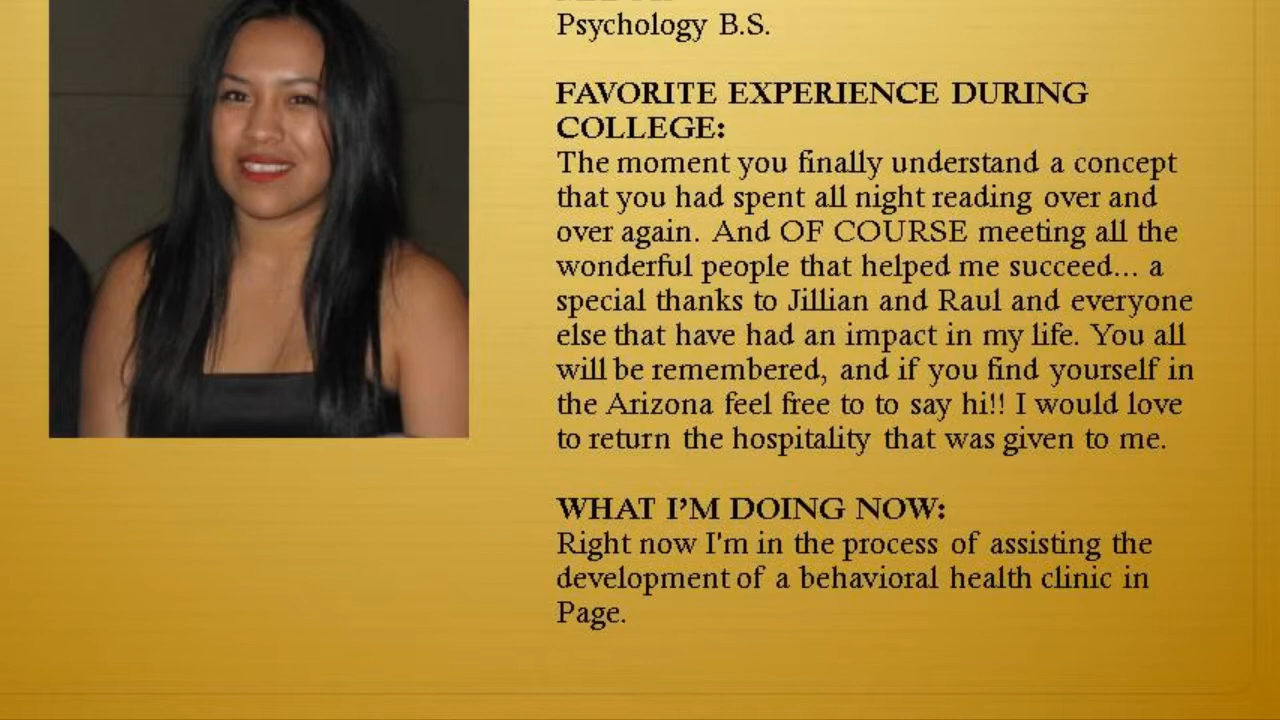 Psychology B.S.
FAVORITE EXPERIENCE DURING
COLLEGE:
The moment you finally understand a concept
that you had spent all night reading over and
over again. And OF COURSE meeting all the
wonderful people that helped me succeed... a
special thanks to Jillian and Raul and everyone
else that have had an impact in my life. You all
will be remembered, and if you find yourself in
the Arizona feel free to to say hi!! I would love
to return the hospitality that was given to me.
WHAT I'M DOING NOW:
Right now I'm in the process of assisting the
development of a behavioral health clinic in
Page.